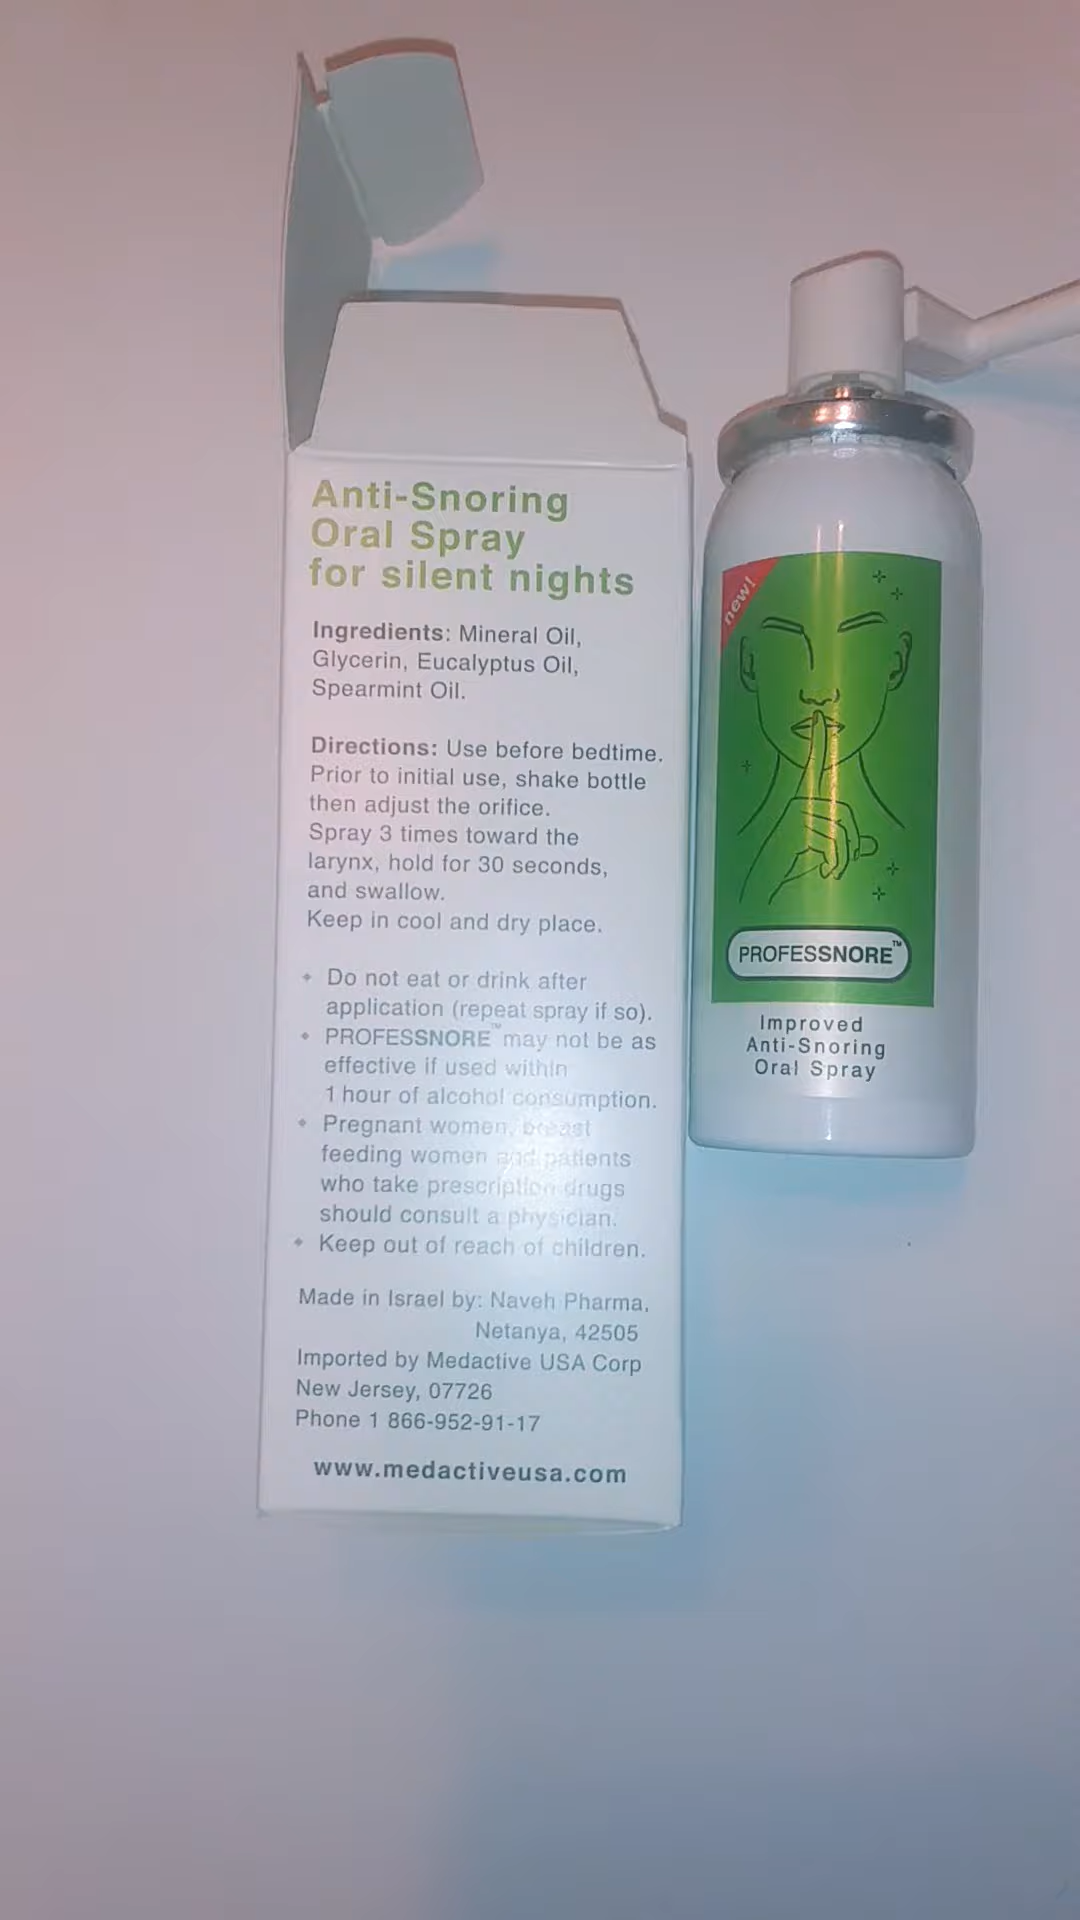 Anti-Snoring
Oral Spray
for silent nights
Ingredients: Mineral Oil,
Glycerin, Eucalyptus Oil,
Spearmint Oil.
Directions: Use before bedtime.
Prior to initial use, shake bottle
then adjust the orifice.
Spray 3 times toward the
larynx, hold for 30 seconds,
and swallow.
Keep in cool and dry place.
Do not eat or drink after
application (repeat spray if so).
PROFESSNORE™ may not be as
effective if used within
1 hour of alcohol consumption.
Pregnant women, breast
feeding women and patients
who take prescription drugs
should consult a physician.
Keep out of reach of children.
Made in Israel by: Naveh Pharma,
Netanya, 42505
Imported by Medactive USA Corp
New Jersey, 07726
Phone 1 866-952-91-17
www.medactiveusa.com
new!
PROFESSNORE™
Improved
Anti-Snoring
Oral Spray